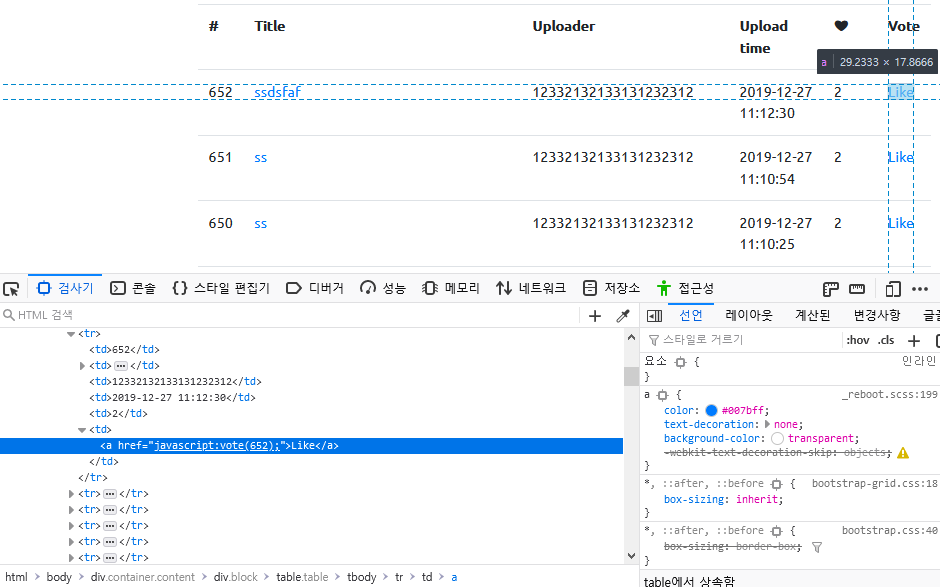 # Title Uploader Upload time ♥ Vote
a 29.2333 × 17.8666
652 ssdsfaf 12332132133131232312 2019-12-27 11:12:30 2 Like
651 ss 12332132133131232312 2019-12-27 11:10:54 2 Like
650 ss 12332132133131232312 2019-12-27 11:10:25 2 Like
검사기 콘솔 스타일 편집기 디버거 성능 메모리 네트워크 저장소 접근성
HTML 검색
<tr>
<td>652</td>
<td>⋯</td>
<td>12332132133131232312</td>
<td>2019-12-27 11:12:30</td>
<td>2</td>
<td>
<a href="javascript:vote(652);">Like</a>
</td>
</tr>
<tr>⋯</tr>
<tr>⋯</tr>
<tr>⋯</tr>
<tr>⋯</tr>
<tr>⋯</tr>
html > body > div.container.content > div.block > table.table > tbody > tr > td > a
선언 레이아웃 계산된 변경사항
스타일로 거르기 :hov .cls +
요소 { 인라인
}
a { _reboot.scss:199
color: #007bff;
text-decoration: none;
background-color: transparent;
-webkit-text-decoration-skip: objects;
}
*, ::after, ::before { bootstrap-grid.css:18
box-sizing: inherit;
}
*, ::after, ::before { bootstrap.css:40
box-sizing: border-box;
}
table에서 상속함